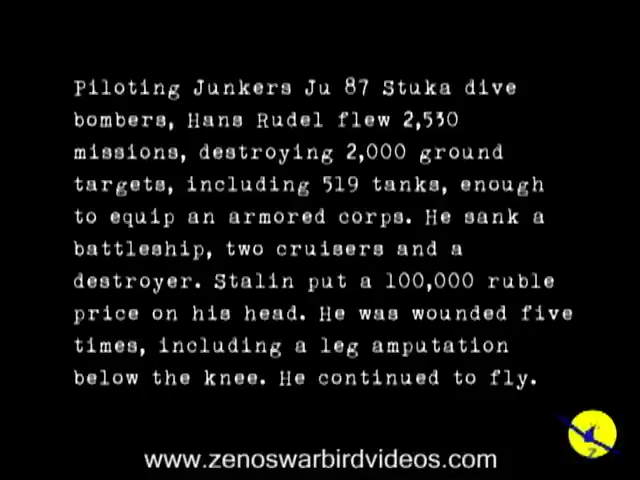 Piloting Junkers Ju 87 Stuka dive
bombers, Hans Rudel flew 2,530
missions, destroying 2,000 ground
targets, including 519 tanks, enough
to equip an armored corps. He sank a
battleship, two cruisers and a
destroyer. Stalin put a 100,000 ruble
price on his head. He was wounded five
times, including a leg amputation
below the knee. He continued to fly.
Z
www.zenoswarbirdvideos.com